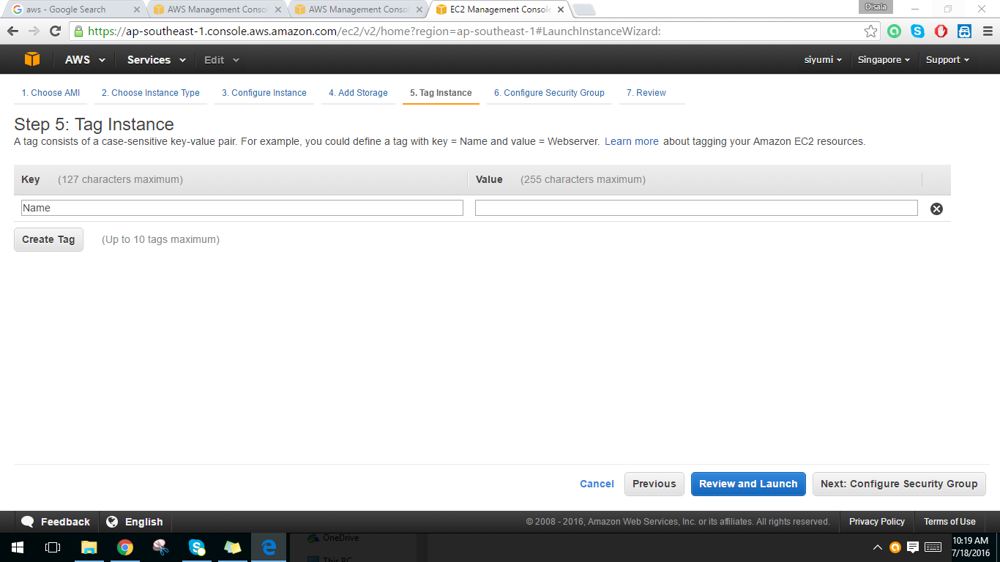 aws - Google Search
AWS Management Consol
AWS Management Consol
EC2 Management Console
Disala
https://ap-southeast-1.console.aws.amazon.com/ec2/v2/home?region=ap-southeast-1#LaunchInstanceWizard:
AWS Services Edit siyumi Singapore Support
1. Choose AMI 2. Choose Instance Type 3. Configure Instance 4. Add Storage 5. Tag Instance 6. Configure Security Group 7. Review
Step 5: Tag Instance
A tag consists of a case-sensitive key-value pair. For example, you could define a tag with key = Name and value = Webserver. Learn more about tagging your Amazon EC2 resources.
Key (127 characters maximum) Value (255 characters maximum)
Name
Create Tag (Up to 10 tags maximum)
Cancel Previous Review and Launch Next: Configure Security Group
Feedback English © 2008 - 2016, Amazon Web Services, Inc. or its affiliates. All rights reserved. Privacy Policy Terms of Use
OneDrive
This PC
10:19 AM
7/18/2016